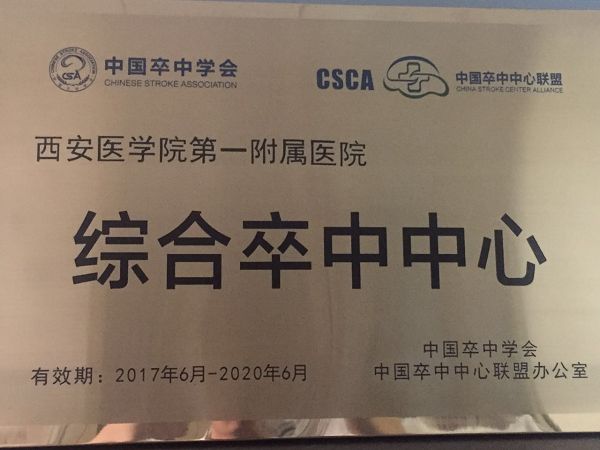 CSA
中国卒中学会
CHINESE STROKE ASSOCIATION
CSCA
中国卒中中心联盟
CHINA STROKE CENTER ALLIANCE
西安医学院第一附属医院
综合卒中中心
中国卒中学会
有效期：2017年6月-2020年6月
中国卒中中心联盟办公室